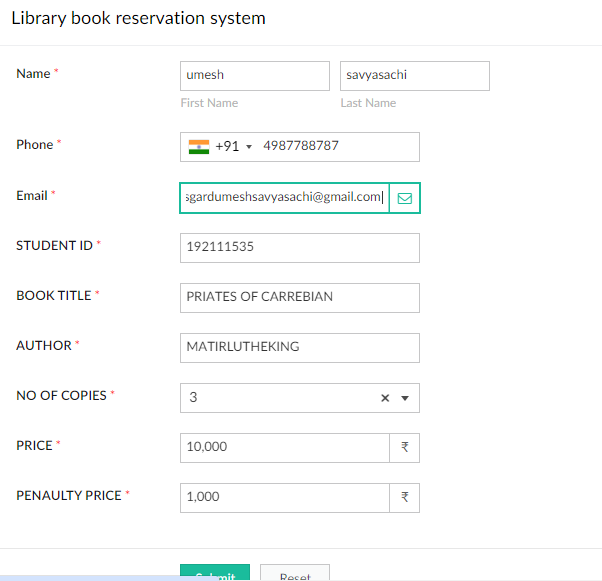 Library book reservation system
Name * umesh savyasachi
First Name Last Name
Phone * +91 4987788787
Email * gardumeshsavyasachi@gmail.com
STUDENT ID * 192111535
BOOK TITLE * PRIATES OF CARREBIAN
AUTHOR * MATIRLUTHEKING
NO OF COPIES * 3
PRICE * 10,000 ₹
PENAULTY PRICE * 1,000 ₹
Submit Reset